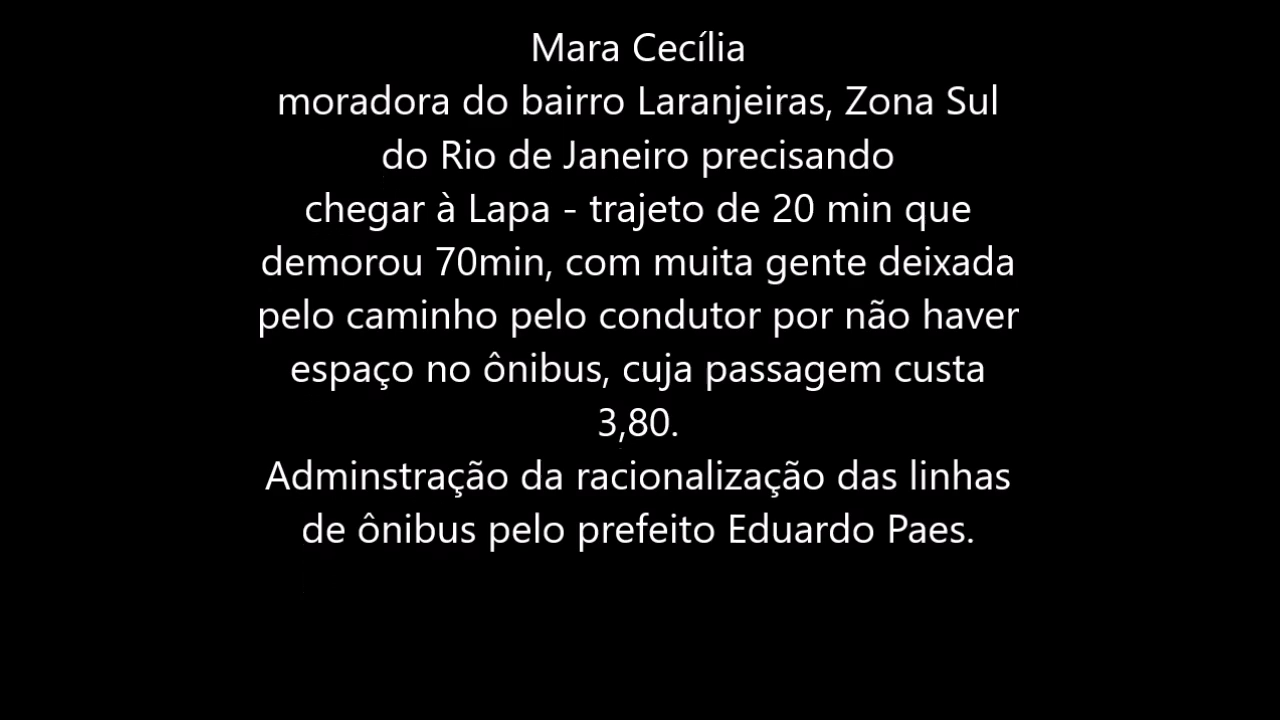 Mara Cecília
moradora do bairro Laranjeiras, Zona Sul
do Rio de Janeiro precisando
chegar à Lapa - trajeto de 20 min que
demorou 70min, com muita gente deixada
pelo caminho pelo condutor por não haver
espaço no ônibus, cuja passagem custa
3,80.
Adminstração da racionalização das linhas
de ônibus pelo prefeito Eduardo Paes.